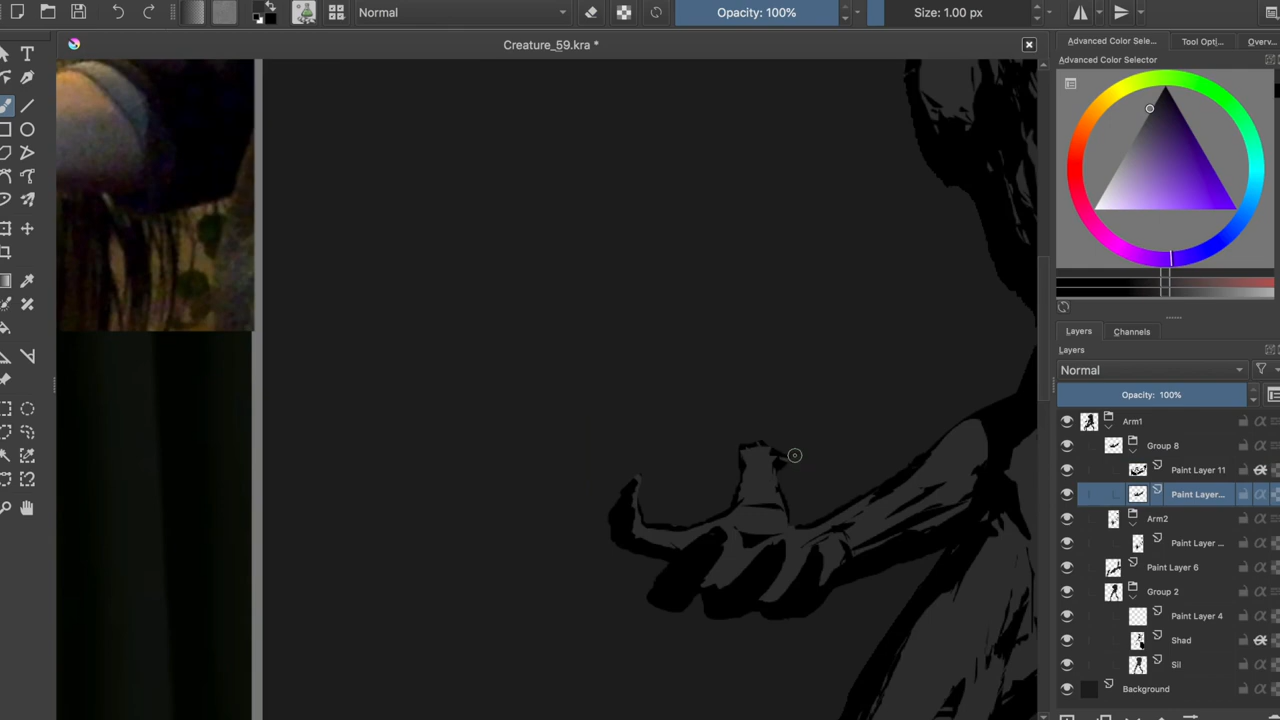 Normal
Opacity: 100%
Size: 1.00 px
Creature_59.kra *
Advanced Color Sele...
Tool Opti...
Overv...
Advanced Color Selector
Layers
Channels
Layers
Normal
Opacity: 100%
Arm1
Group 8
Paint Layer 11
Paint Layer...
Arm2
Paint Layer ...
Paint Layer 6
Group 2
Paint Layer 4
Shad
Sil
Background